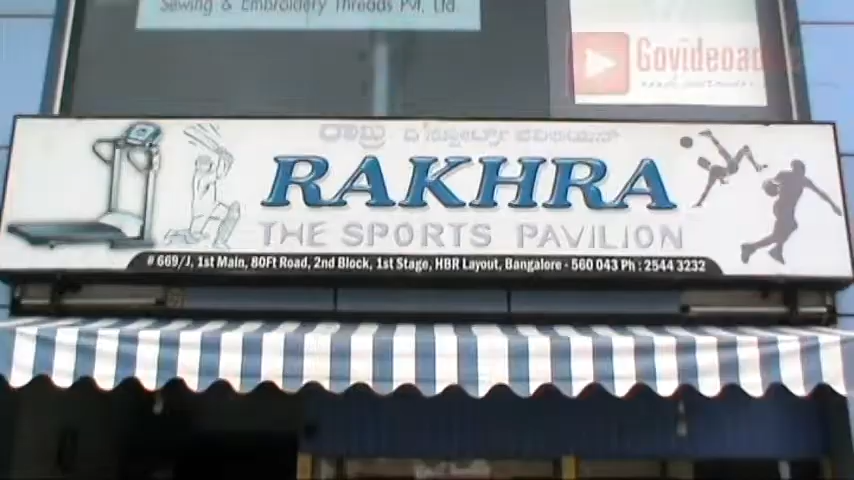 Sewing & Embroidery Threads Pvt. Ltd.
Govideoad
RAKHRA
THE SPORTS PAVILION
# 669/J, 1st Main, 80Ft Road, 2nd Block, 1st Stage, HBR Layout, Bangalore - 560 043 Ph : 2544 3232